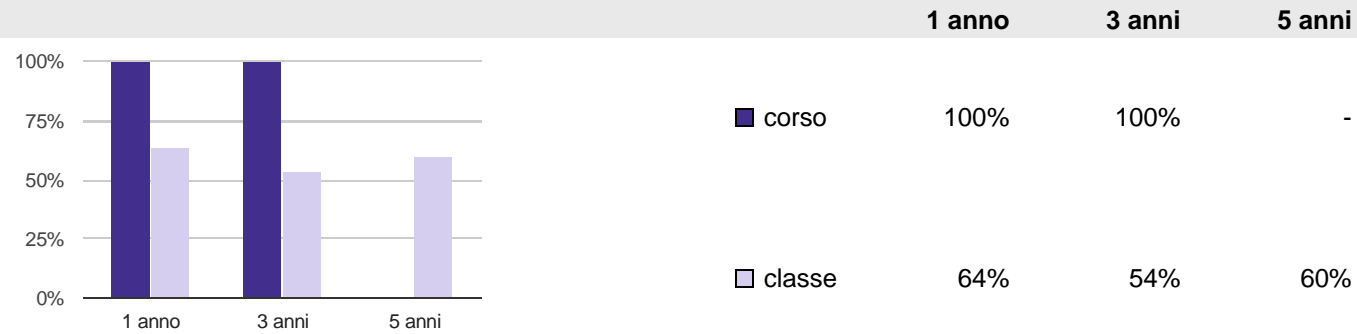 1 anno 3 anni 5 anni
100%
75%
50%
25%
0%
1 anno 3 anni 5 anni
corso 100% 100% -
classe 64% 54% 60%